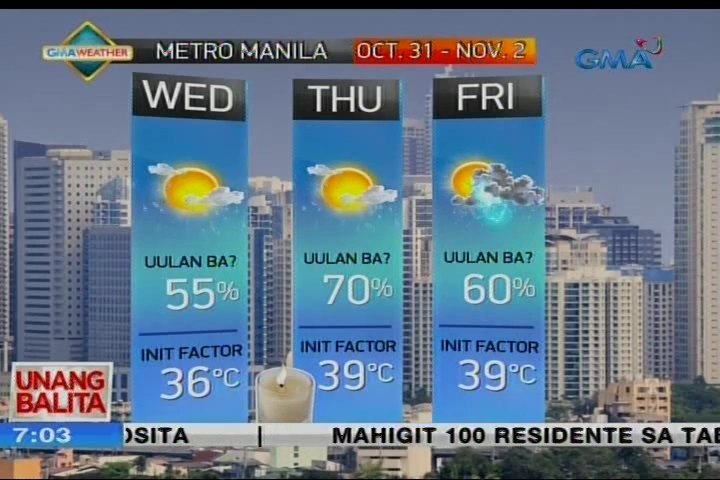 GMA WEATHER
METRO MANILA OCT. 31 - NOV. 2
GMA
WED THU FRI
UULAN BA? UULAN BA? UULAN BA?
55% 70% 60%
INIT FACTOR INIT FACTOR INIT FACTOR
36°C 39°C 39°C
UNANG
BALITA
7:03 OSITA | MAHIGIT 100 RESIDENTE SA TAB